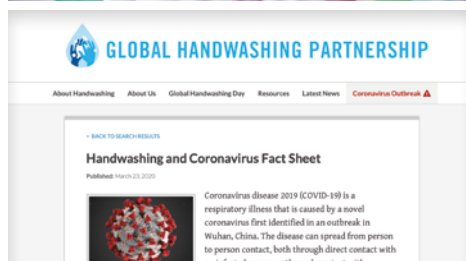 GLOBAL HANDWASHING PARTNERSHIP
About Handwashing About Us Global Handwashing Day Resources Latest News Coronavirus Outbreak
< BACK TO SEARCH RESULTS
Handwashing and Coronavirus Fact Sheet
Published: March 23, 2020
Coronavirus disease 2019 (COVID-19) is a
respiratory illness that is caused by a novel
coronavirus first identified in an outbreak in
Wuhan, China. The disease can spread from person
to person contact, both through direct contact with